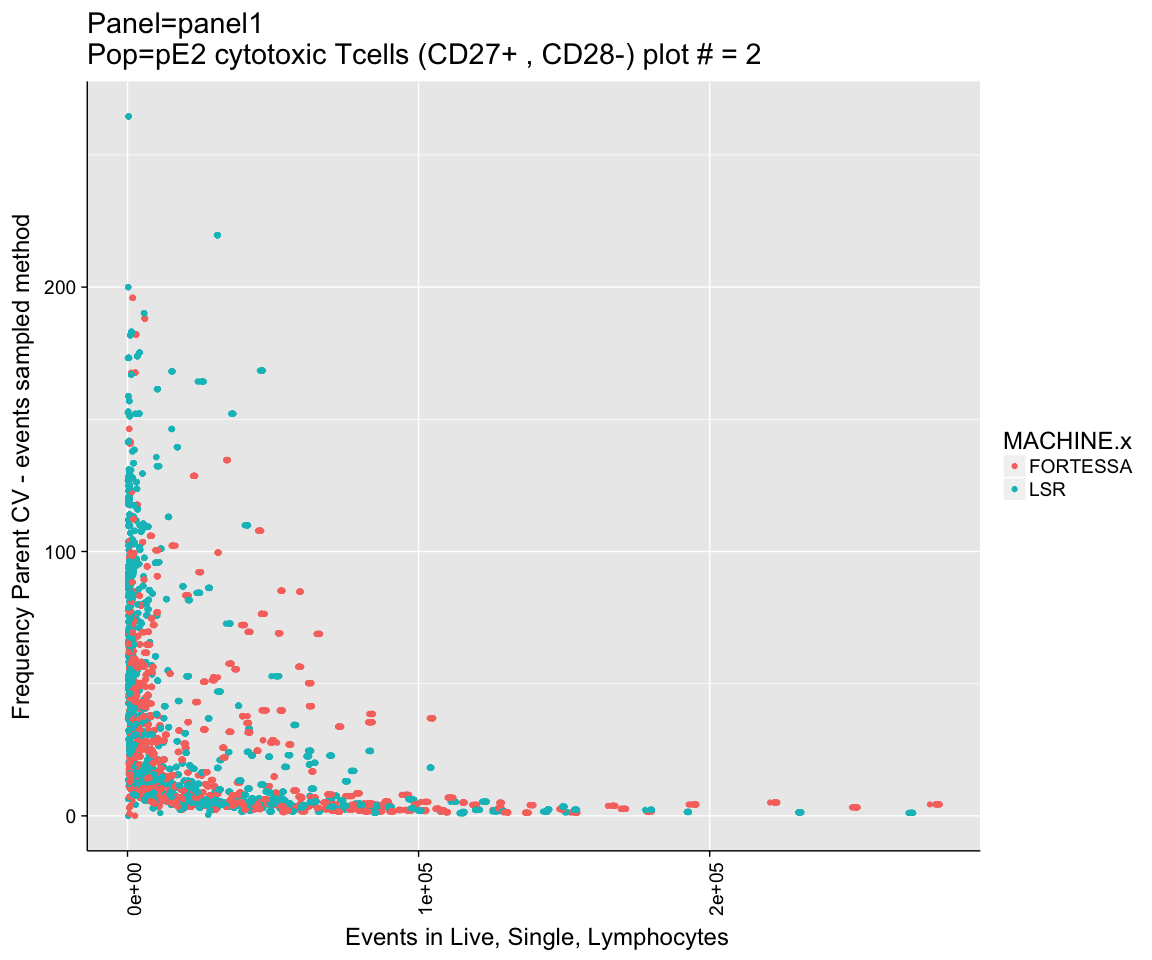 Panel=panel1
Pop=pE2 cytotoxic Tcells (CD27+ , CD28-) plot # = 2
Frequency Parent CV - events sampled method
200
100
0
0e+00
1e+05
2e+05
Events in Live, Single, Lymphocytes
MACHINE.x
FORTESSA
LSR